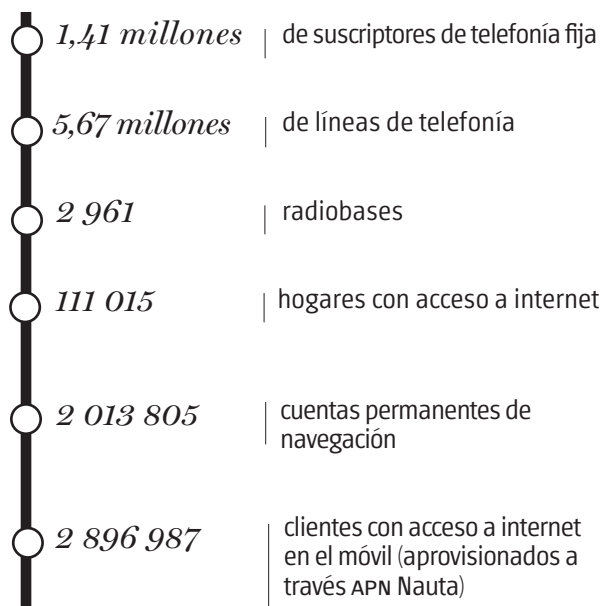 1,41 millones de suscriptores de telefonía fija
5,67 millones de líneas de telefonía
2 961 radiobases
111 015 hogares con acceso a internet
2 013 805 cuentas permanentes de
navegación
2 896 987 clientes con acceso a internet
en el móvil (aprovisionados a
través APN Nauta)